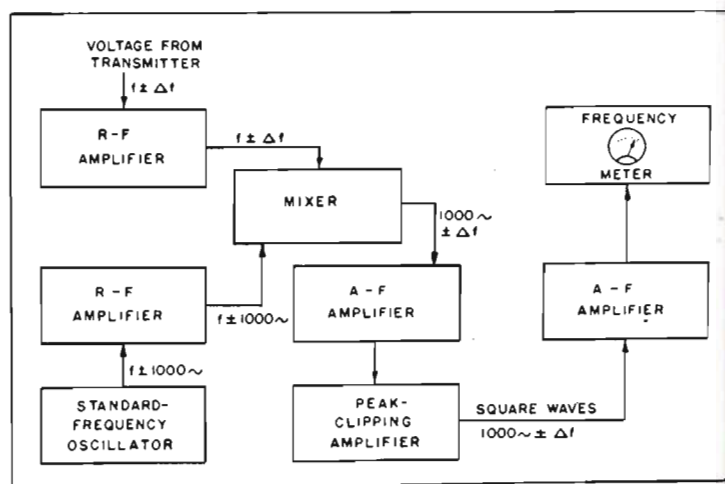 VOLTAGE FROM
TRANSMITTER
f ± Δf
R-F
AMPLIFIER
f ± Δf
MIXER
1000~
± Δf
FREQUENCY
METER
R-F
AMPLIFIER
f ± 1000~
A-F
AMPLIFIER
A-F
AMPLIFIER
f ± 1000~
STANDARD-
FREQUENCY
OSCILLATOR
PEAK-
CLIPPING
AMPLIFIER
SQUARE WAVES
1000~ ± Δf